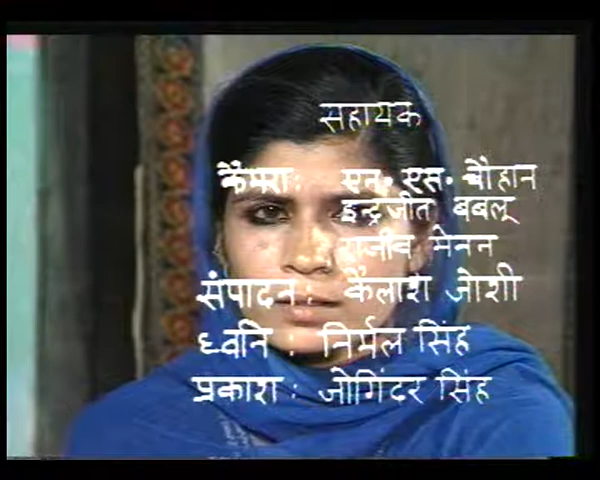 सहायक
कैमरा: एन. एस. चौहान
इन्द्रजीत बबलू
राजीव मेनन
संपादन : कैलाश जोशी
ध्वनि : निर्मल सिंह
प्रकाश : जोगिंदर सिंह